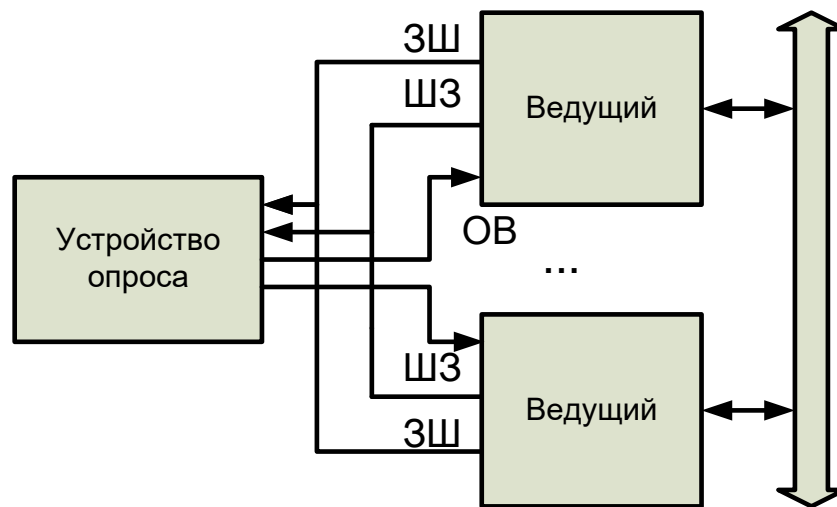 ЗШ
ШЗ
Ведущий
Устройство
опроса
ОВ
...
ШЗ
ЗШ
Ведущий